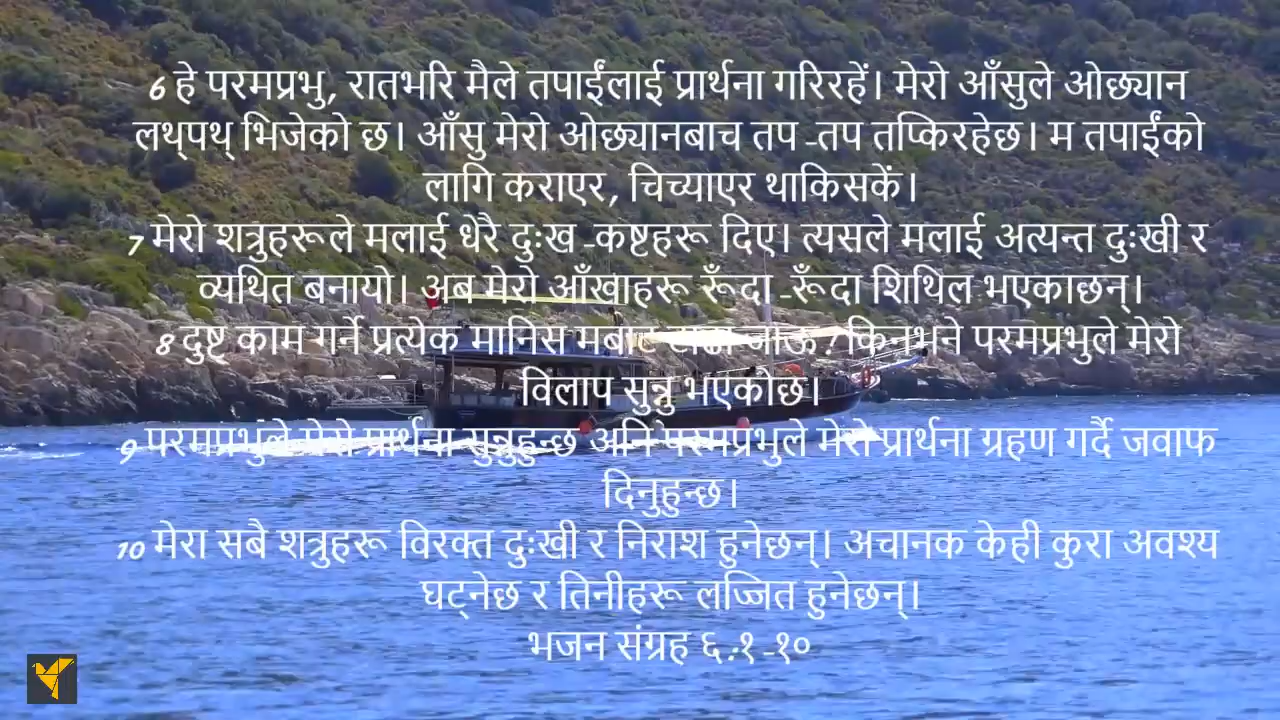 6 हे परमप्रभु, रातभरि मैले तपाईंलाई प्रार्थना गरिरहें। मेरो आँसुले ओछ्यान
लथ्पथ् भिजेको छ। आँसु मेरो ओछ्यानबाच तप -तप तप्किरहेछ। म तपाईंको
लागि कराएर, चिच्याएर थाकिसकें।
7 मेरो शत्रुहरूले मलाई धेरै दुःख -कष्टहरू दिए। त्यसले मलाई अत्यन्त दुःखी र
व्यथित बनायो। अब मेरो आँखाहरू रूँदा -रूँदा शिथिल भएकाछन्।
8 दुष्ट काम गर्ने प्रत्येक मानिस मबाट टाढा जाऊ? किनभने परमप्रभुले मेरो
विलाप सुन्नु भएकोछ।
9 परमप्रभुले मेरो प्रार्थना सुन्नुहुन्छ अनि परमप्रभुले मेरो प्रार्थना ग्रहण गर्दै जवाफ
दिनुहुन्छ।
10 मेरा सबै शत्रुहरू विरक्त दुःखी र निराश हुनेछन्। अचानक केही कुरा अवश्य
घट्नेछ र तिनीहरू लज्जित हुनेछन्।
भजन संग्रह ६ :१ -१०